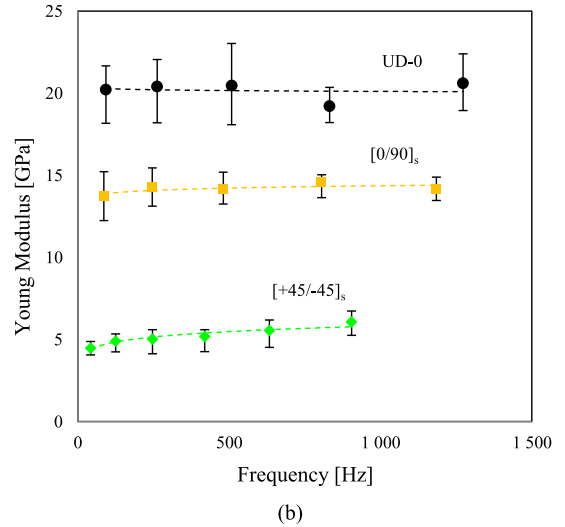 25
20
15
10
5
0
Young Modulus [GPa]
UD-0
[0/90]s
[+45/-45]s
0
500
1 000
1 500
Frequency [Hz]
(b)